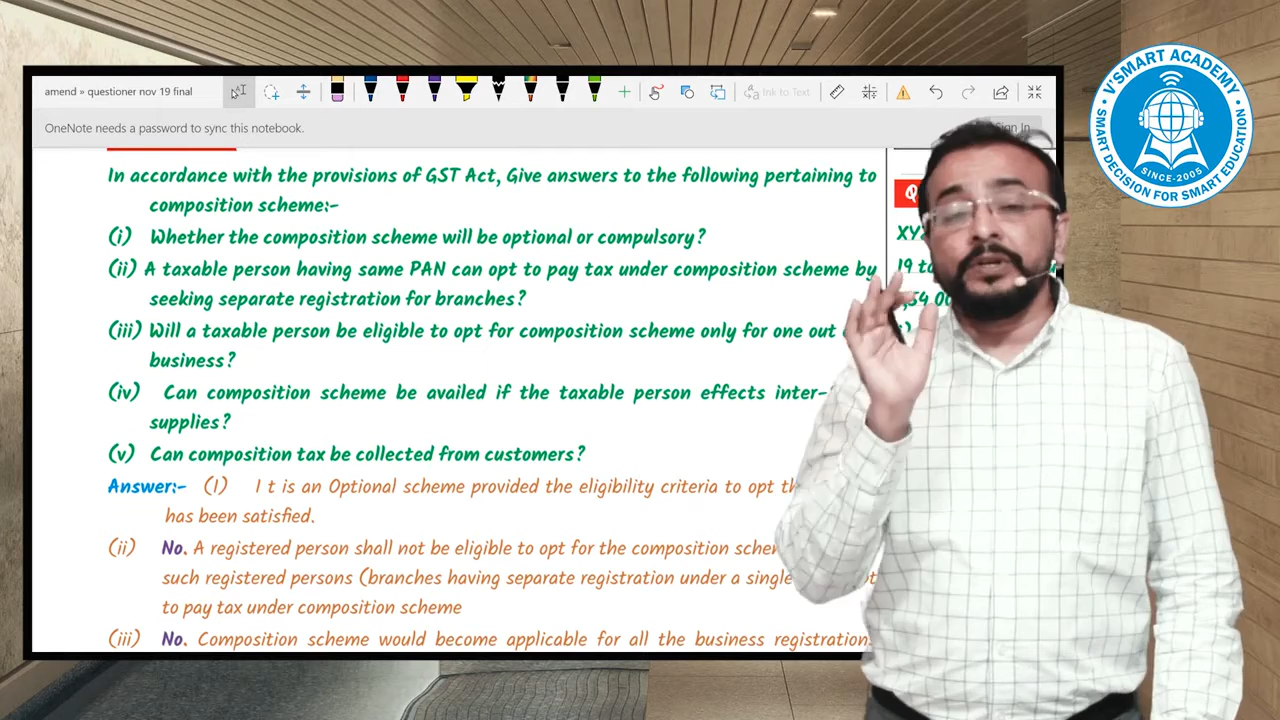 amend » questioner nov 19 final
Ink to Text
OneNote needs a password to sync this notebook.
Sign In
In accordance with the provisions of GST Act, Give answers to the following pertaining to
composition scheme:-
(i) Whether the composition scheme will be optional or compulsory?
(ii) A taxable person having same PAN can opt to pay tax under composition scheme by
seeking separate registration for branches?
(iii) Will a taxable person be eligible to opt for composition scheme only for one out
business?
(iv) Can composition scheme be availed if the taxable person effects inter-
supplies?
(v) Can composition tax be collected from customers?
Answer:- (I) I t is an Optional scheme provided the eligibility criteria to opt
has been satisfied.
(ii) No. A registered person shall not be eligible to opt for the composition
such registered persons (branches having separate registration under a single
to pay tax under composition scheme
(iii) No. Composition scheme would become applicable for all the business
19
V'SMART ACADEMY
SMART DECISION FOR SMART EDUCATION
SINCE-2005